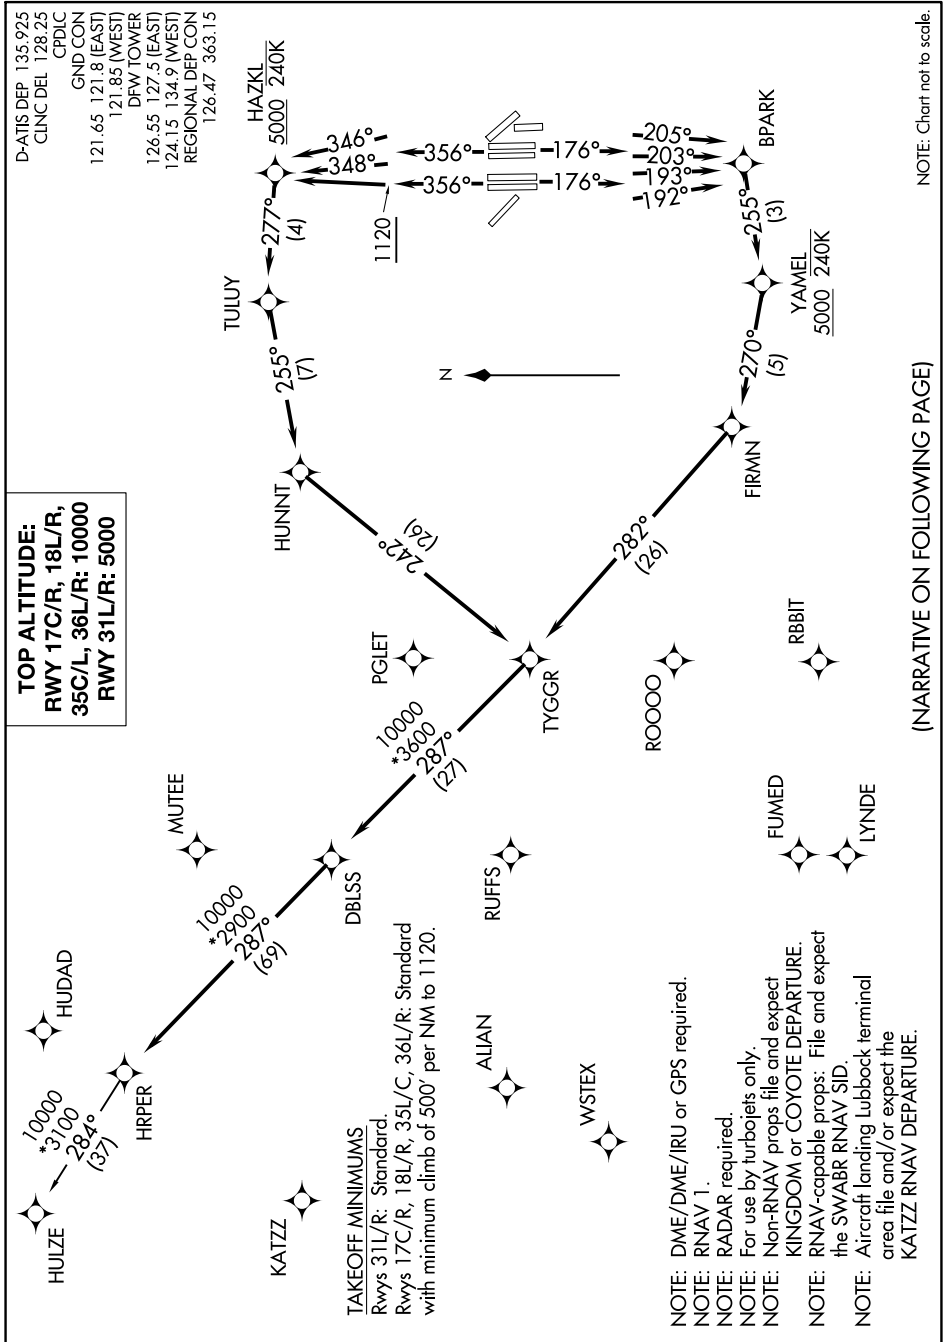 TOP ALTITUDE:
RWY 17C/R, 18L/R,
35C/L, 36L/R: 10000
RWY 31L/R: 5000
D-ATIS DEP 135.925
CLNC DEL 128.25
CPDLC
GND CON
121.65 121.8 (EAST)
121.85 (WEST)
DFW TOWER
126.55 127.5 (EAST)
124.15 134.9 (WEST)
REGIONAL DEP CON
126.47 363.15
HULZE
10000
*3100
284°
(37)
HUDAD
HRPER
10000
*2900
287°
(69)
MUTEE
KATZZ
DBLSS
10000
*3600
287°
(27)
PGLET
TYGGR
HUNNT
242°
(26)
255°
(7)
TULUY
277°
(4)
HAZKL
5000 240K
346°
348°
1120
356°
356°
176°
176°
205°
203°
193°
192°
BPARK
255°
(3)
YAMEL
5000 240K
270°
(5)
FIRMN
282°
(26)
N
ALIAN
WSTEX
RUFFS
ROOOO
RBBIT
FUMED
LYNDE
TAKEOFF MINIMUMS
Rwys 31L/R: Standard.
Rwys 17C/R, 18L/R, 35L/C, 36L/R: Standard
with minimum climb of 500' per NM to 1120.
NOTE: DME/DME/IRU or GPS required.
NOTE: RNAV 1.
NOTE: RADAR required.
NOTE: For use by turbojets only.
NOTE: Non-RNAV props file and expect
KINGDOM or COYOTE DEPARTURE.
NOTE: RNAV-capable props: File and expect
the SWABR RNAV SID.
NOTE: Aircraft landing Lubbock terminal
area file and/or expect the
KATZZ RNAV DEPARTURE.
(NARRATIVE ON FOLLOWING PAGE)
NOTE: Chart not to scale.